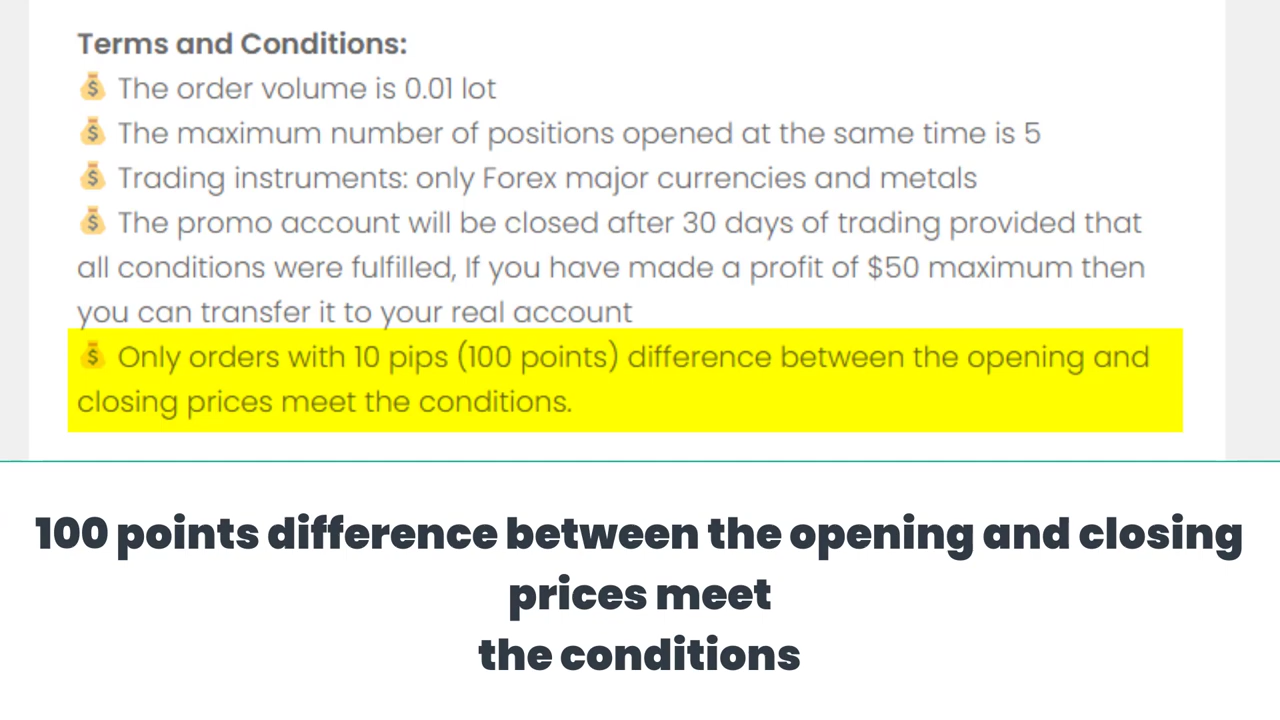 Terms and Conditions:
💰 The order volume is 0.01 lot
💰 The maximum number of positions opened at the same time is 5
💰 Trading instruments: only Forex major currencies and metals
💰 The promo account will be closed after 30 days of trading provided that
all conditions were fulfilled, If you have made a profit of $50 maximum then
you can transfer it to your real account
💰 Only orders with 10 pips (100 points) difference between the opening and
closing prices meet the conditions.
100 points difference between the opening and closing
prices meet
the conditions